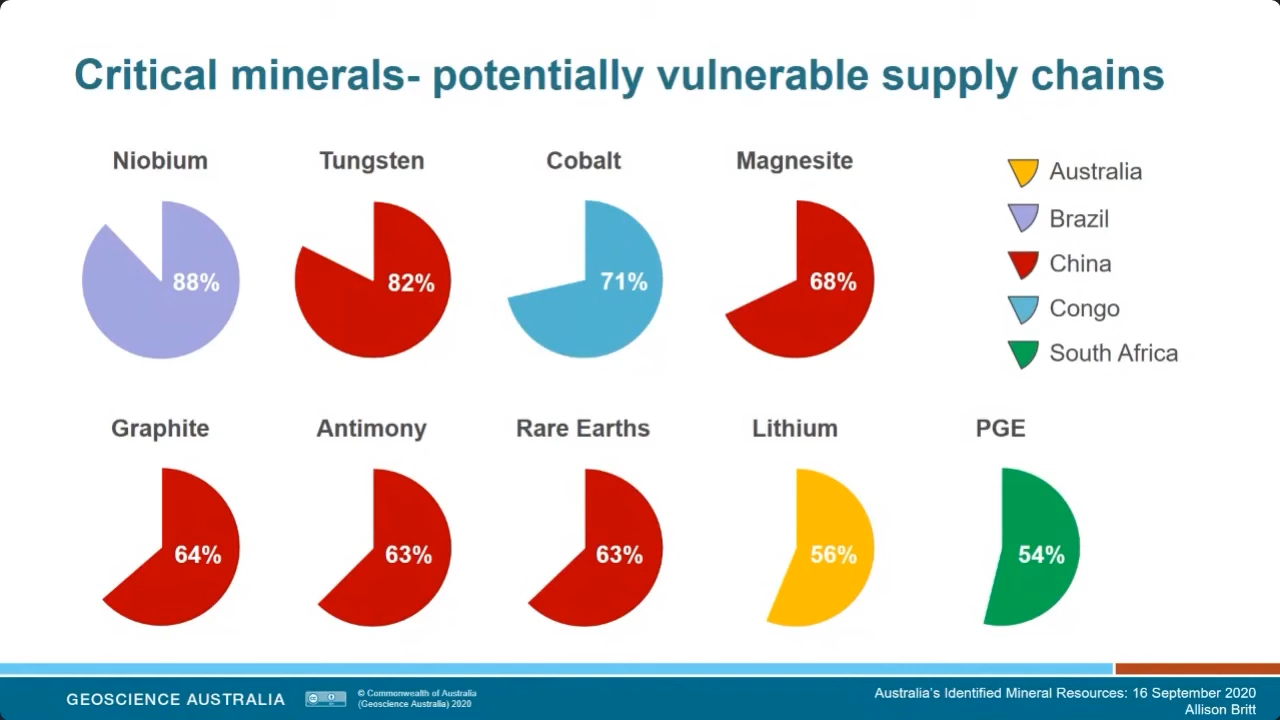 Critical minerals- potentially vulnerable supply chains
Niobium
Tungsten
Cobalt
Magnesite
88%
82%
71%
68%
Australia
Brazil
China
Congo
South Africa
Graphite
Antimony
Rare Earths
Lithium
PGE
64%
63%
63%
56%
54%
GEOSCIENCE AUSTRALIA
© Commonwealth of Australia
(Geoscience Australia) 2020
Australia's Identified Mineral Resources: 16 September 2020
Allison Britt